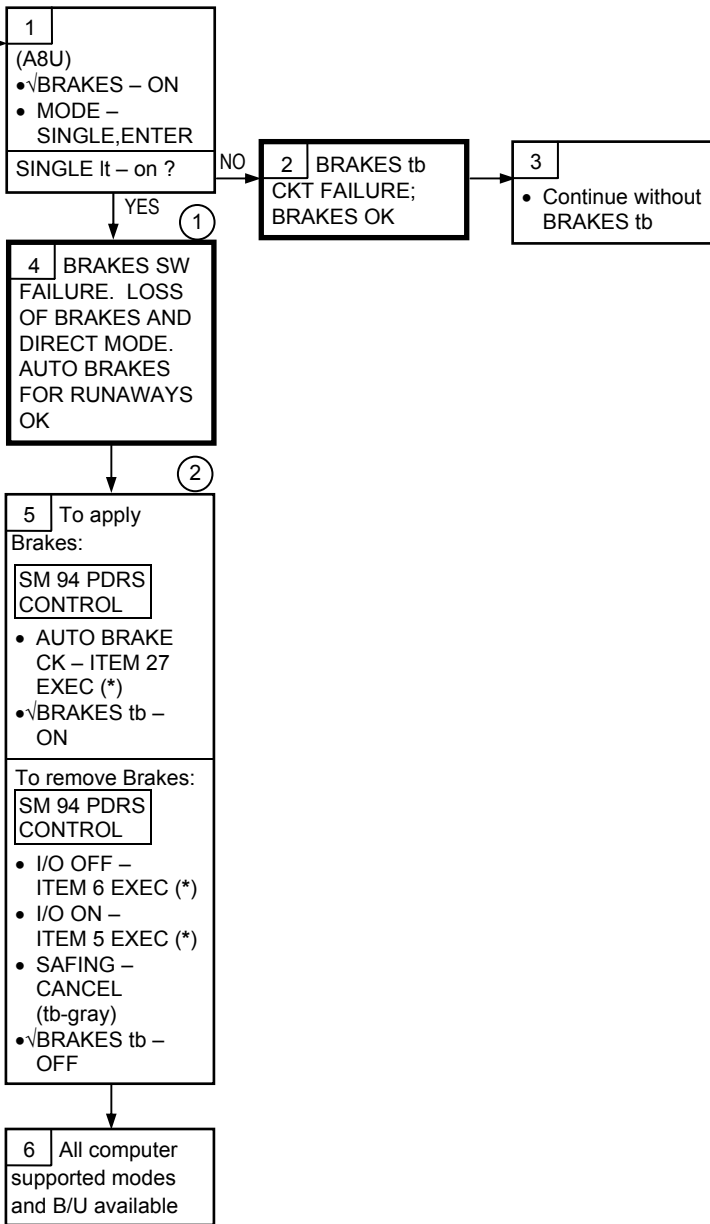 1
(A8U)
•√BRAKES – ON
• MODE –
SINGLE,ENTER
SINGLE lt – on ?
NO
2 BRAKES tb
CKT FAILURE;
BRAKES OK
3
• Continue without
BRAKES tb
YES
1
4 BRAKES SW
FAILURE. LOSS
OF BRAKES AND
DIRECT MODE.
AUTO BRAKES
FOR RUNAWAYS
OK
2
5 To apply
Brakes:
SM 94 PDRS
CONTROL
• AUTO BRAKE
CK – ITEM 27
EXEC (*)
•√BRAKES tb –
ON
To remove Brakes:
SM 94 PDRS
CONTROL
• I/O OFF –
ITEM 6 EXEC (*)
• I/O ON –
ITEM 5 EXEC (*)
• SAFING –
CANCEL
(tb-gray)
•√BRAKES tb –
OFF
6 All computer
supported modes
and B/U available